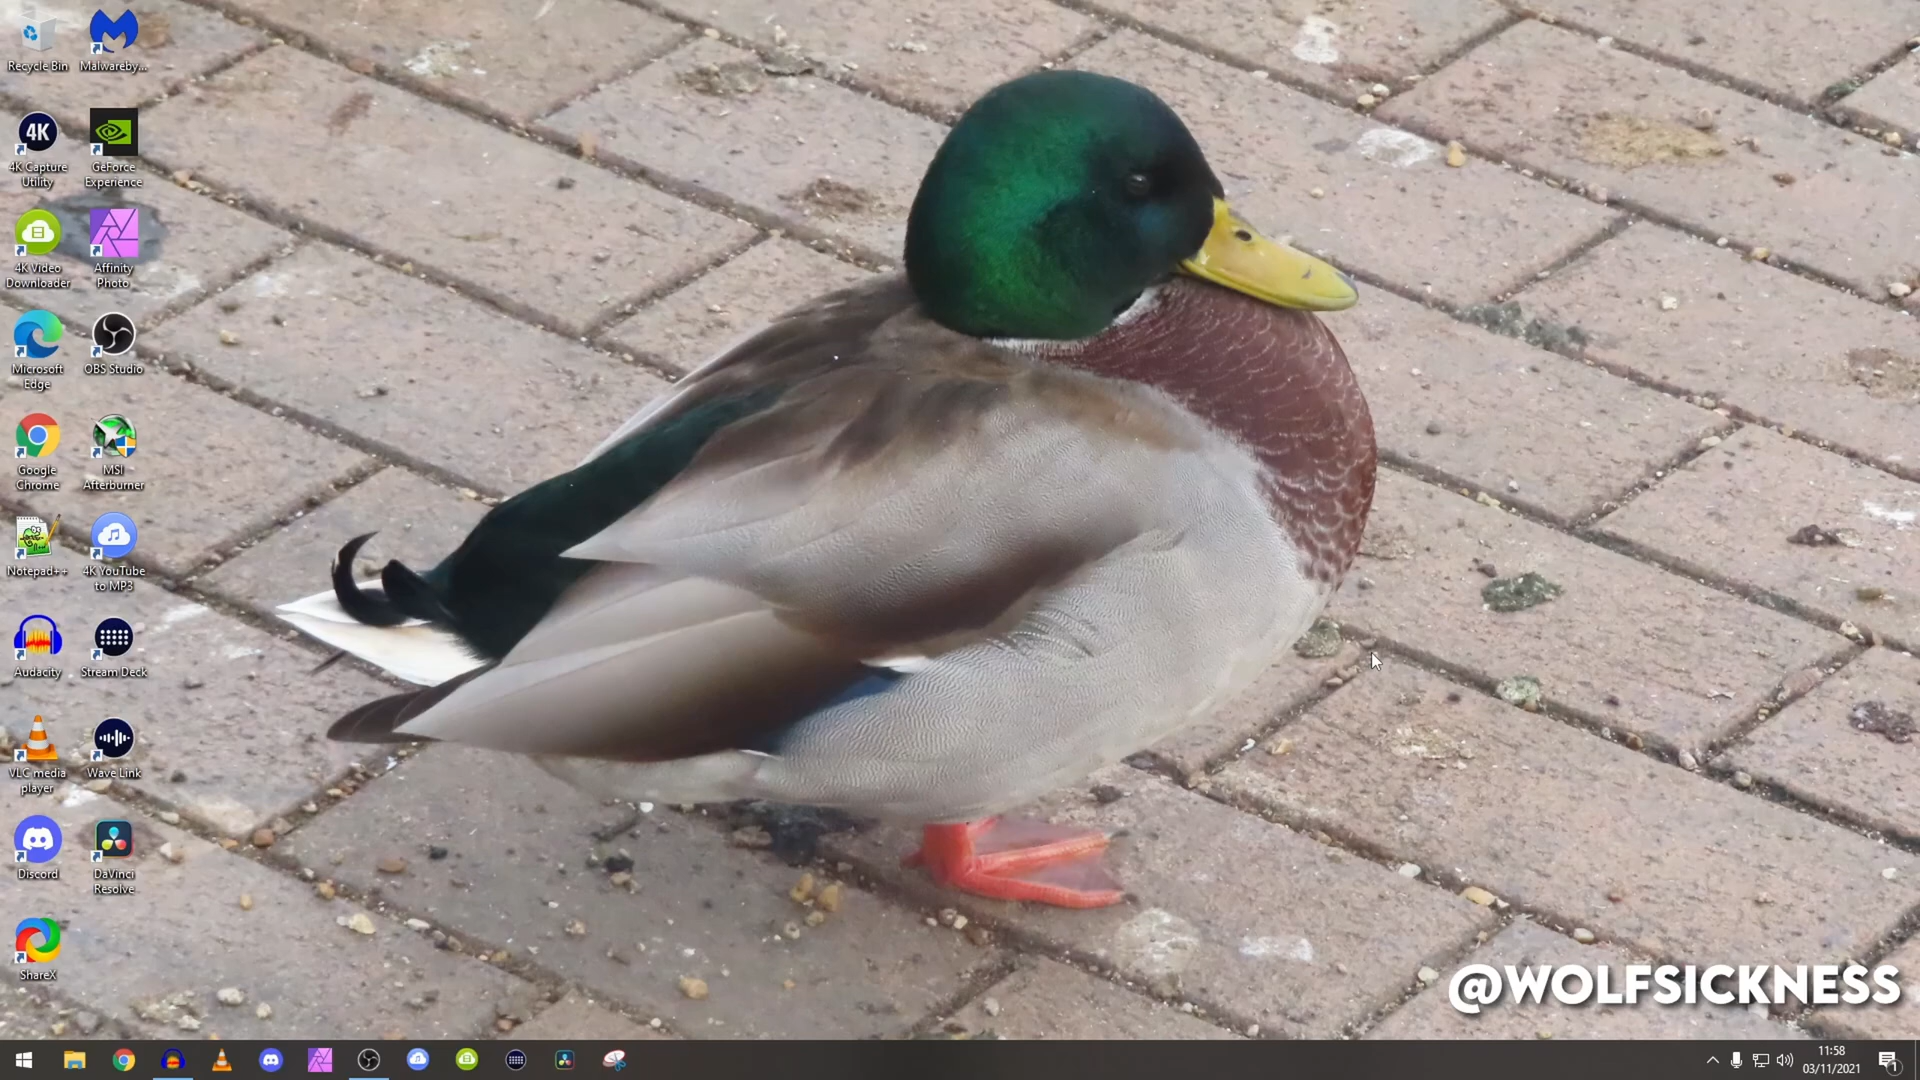 Recycle Bin
Malwareby...
4K
4K Capture
Utility
GeForce
Experience
4K Video
Downloader
Affinity
Photo
Microsoft
Edge
OBS Studio
Google
Chrome
MSI
Afterburner
Notepad++
4K YouTube
to MP3
Audacity
Stream Deck
VLC media
player
Wave Link
Discord
DaVinci
Resolve
ShareX
@WOLFSICKNESS
11:58
03/11/2021
1